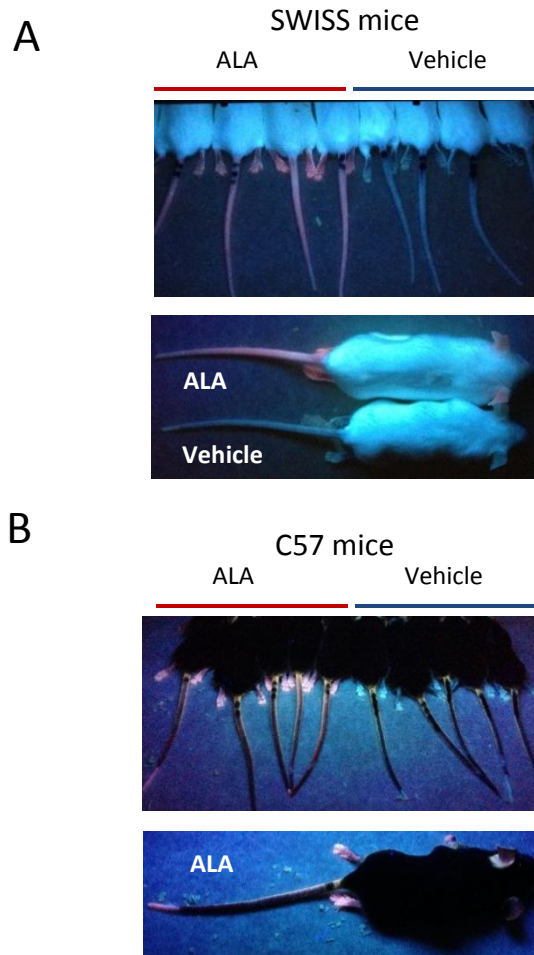 A
SWISS mice
ALA Vehicle
ALA
Vehicle
B
C57 mice
ALA Vehicle
ALA